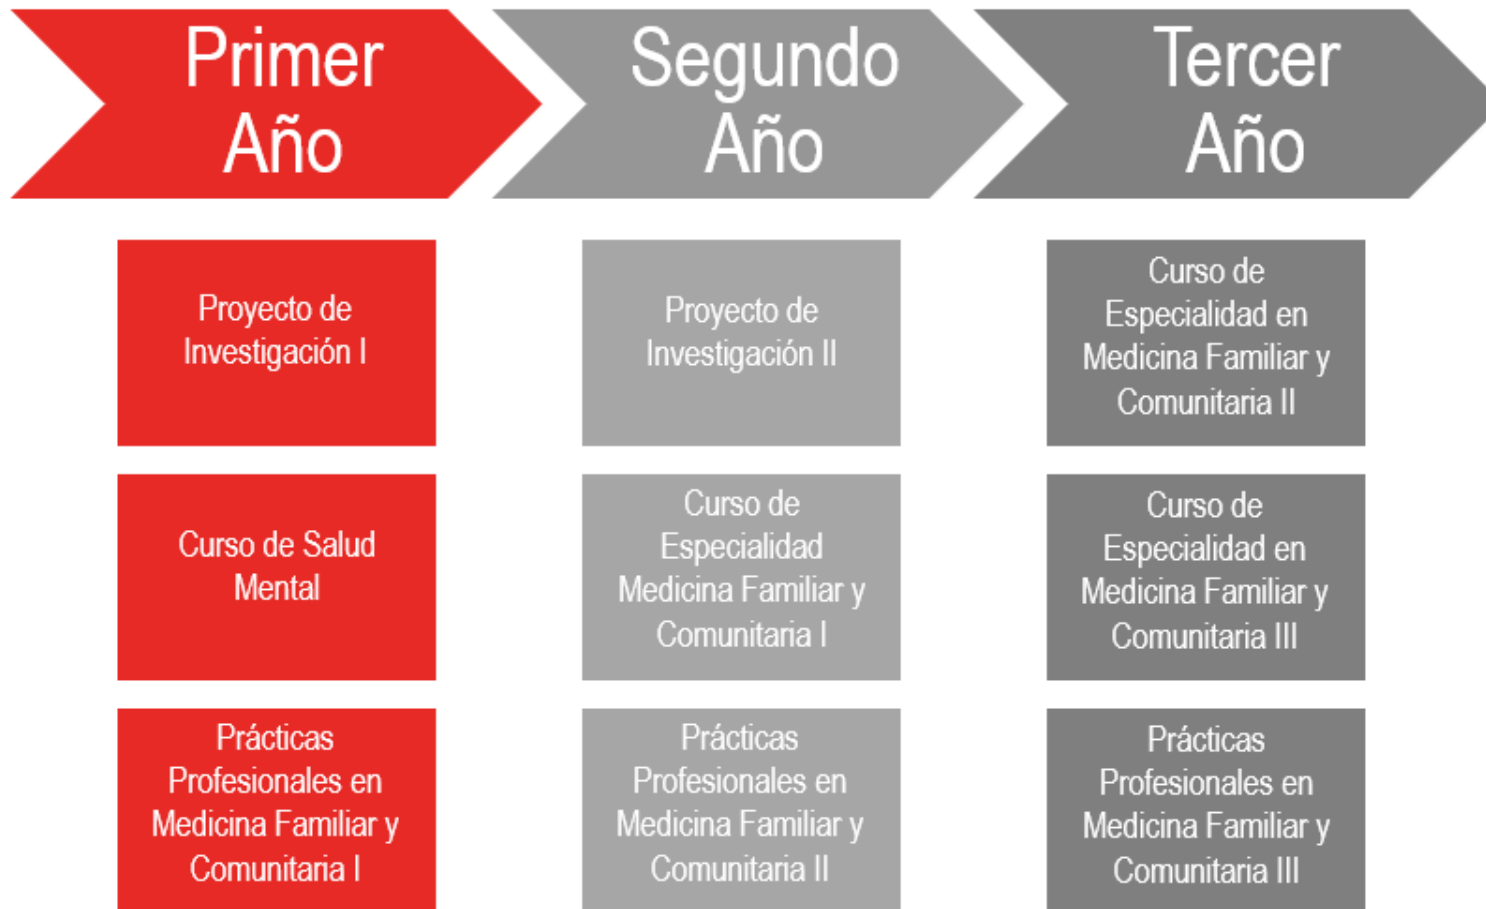 Primer
Año
Segundo
Año
Tercer
Año
Proyecto de
Investigación I
Proyecto de
Investigación II
Curso de
Especialidad en
Medicina Familiar y
Comunitaria II
Curso de Salud
Mental
Curso de
Especialidad
Medicina Familiar y
Comunitaria I
Curso de
Especialidad en
Medicina Familiar y
Comunitaria III
Prácticas
Profesionales en
Medicina Familiar y
Comunitaria I
Prácticas
Profesionales en
Medicina Familiar y
Comunitaria II
Prácticas
Profesionales en
Medicina Familiar y
Comunitaria III